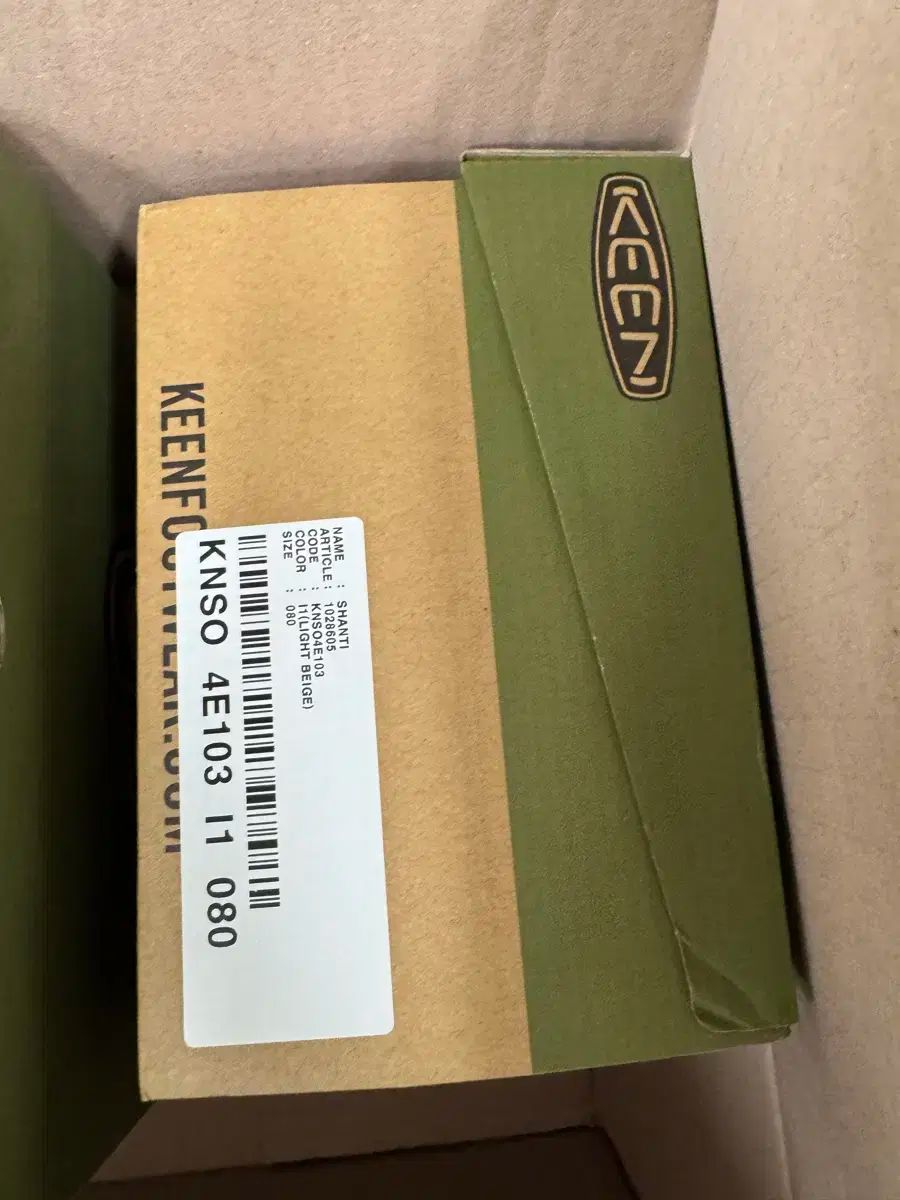 KEEN
NAME : SHANTI
ARTICLE : 1028605
CODE : KNSO4E103
COLOR : I1(LIGHT BEIGE)
SIZE : 080
KNSO 4E103 I1 080
KEENFOOTWEAR.COM